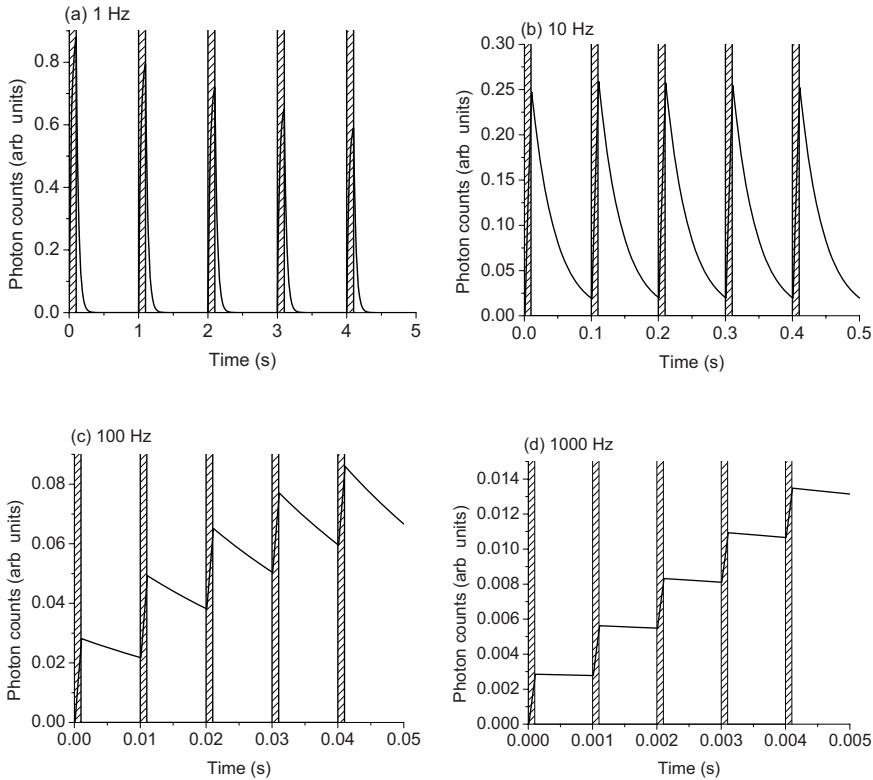 (a) 1 Hz
0.8
0.6
0.4
0.2
0.0
0 1 2 3 4 5
Photon counts (arb units)
Time (s)
(b) 10 Hz
0.30
0.25
0.20
0.15
0.10
0.05
0.00
0.0 0.1 0.2 0.3 0.4 0.5
Photon counts (arb units)
Time (s)
(c) 100 Hz
0.08
0.06
0.04
0.02
0.00
0.00 0.01 0.02 0.03 0.04 0.05
Photon counts (arb units)
Time (s)
(d) 1000 Hz
0.014
0.012
0.010
0.008
0.006
0.004
0.002
0.000
0.000 0.001 0.002 0.003 0.004 0.005
Photon counts (arb units)
Time (s)